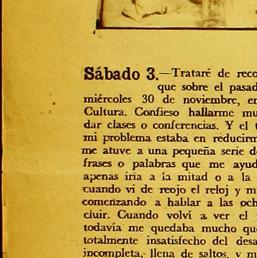 Sábado 3.—Trataré de reco
que sobre el pasad
miércoles 30 de noviembre, en
Cultura. Confieso hallarme mu
dar clases o conferencias. Y el t
mi problema estaba en reducirm
me atuve a una pequeña serie d
frases o palabras que me ayud
apenas iría a la mitad o a la
cuando vi de reojo el reloj y m
comenzando a hablar a las och
cluir. Cuando volví a ver el
todavía me quedaba mucho qu
totalmente insatisfecho del desa
incompleta, llena de saltos, y m